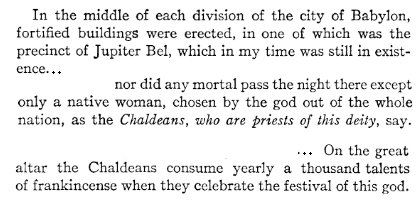 In the middle of each division of the city of Babylon,
fortified buildings were erected, in one of which was the
precinct of Jupiter Bel, which in my time was still in exist-
ence...
nor did any mortal pass the night there except
only a native woman, chosen by the god out of the whole
nation, as the Chaldeans, who are priests of this deity, say.
... On the great
altar the Chaldeans consume yearly a thousand talents
of frankincense when they celebrate the festival of this god.